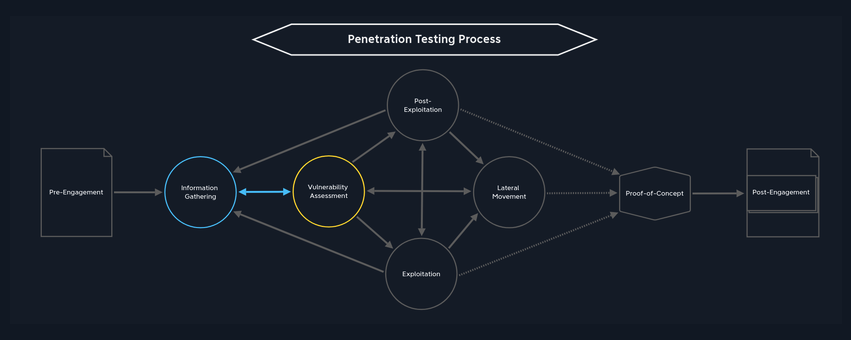 Penetration Testing Process
Post-
Exploitation
Pre-Engagement
Information
Gathering
Vulnerability
Assessment
Lateral
Movement
Proof-of-Concept
Post-Engagement
Exploitation